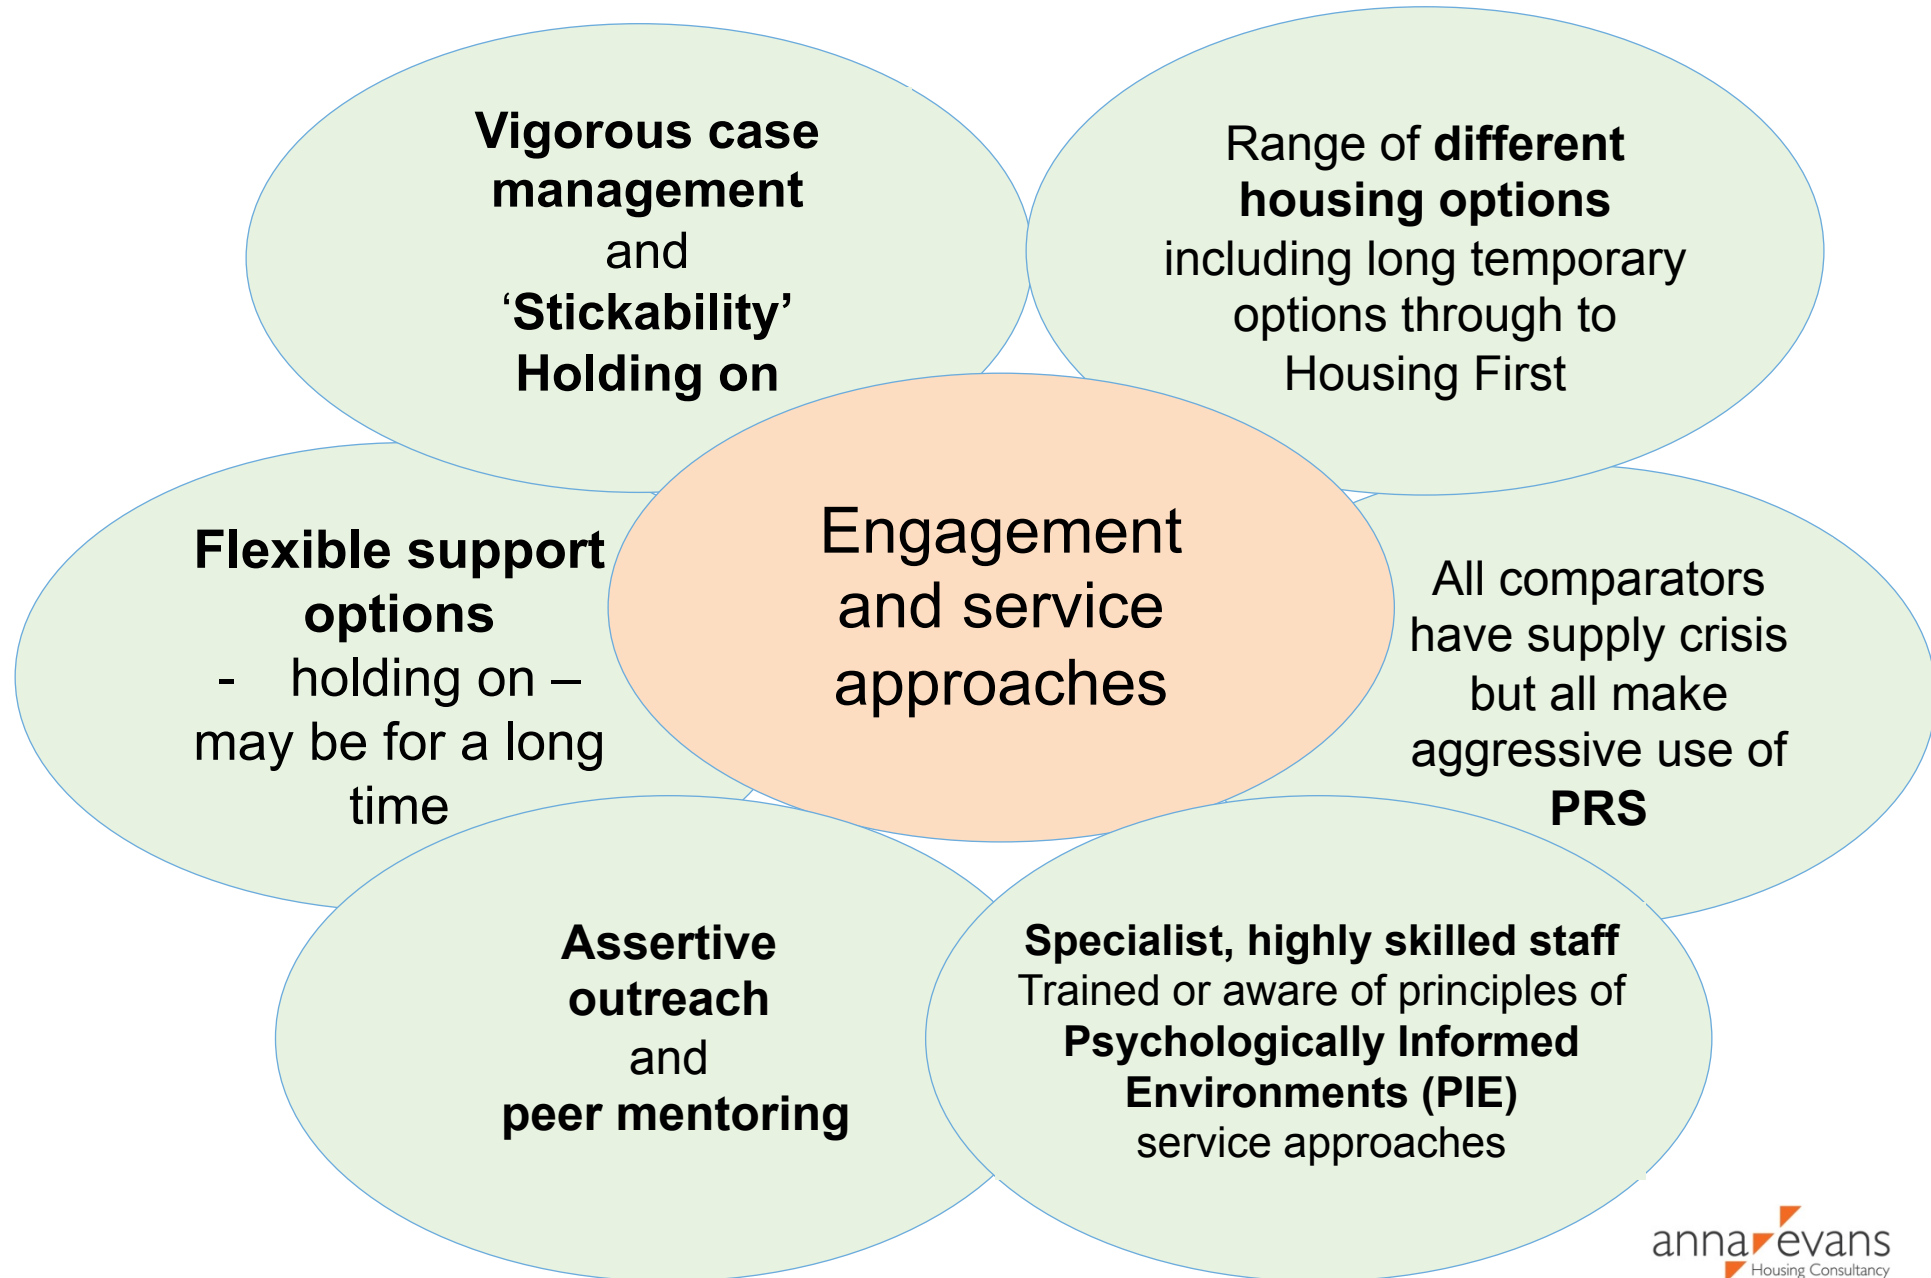 Vigorous case
management
and
‘Stickability’
Holding on
Range of different
housing options
including long temporary
options through to
Housing First
Flexible support
options
- holding on –
may be for a long
time
Engagement
and service
approaches
All comparators
have supply crisis
but all make
aggressive use of
PRS
Assertive
outreach
and
peer mentoring
Specialist, highly skilled staff
Trained or aware of principles of
Psychologically Informed
Environments (PIE)
service approaches
anna evans
Housing Consultancy